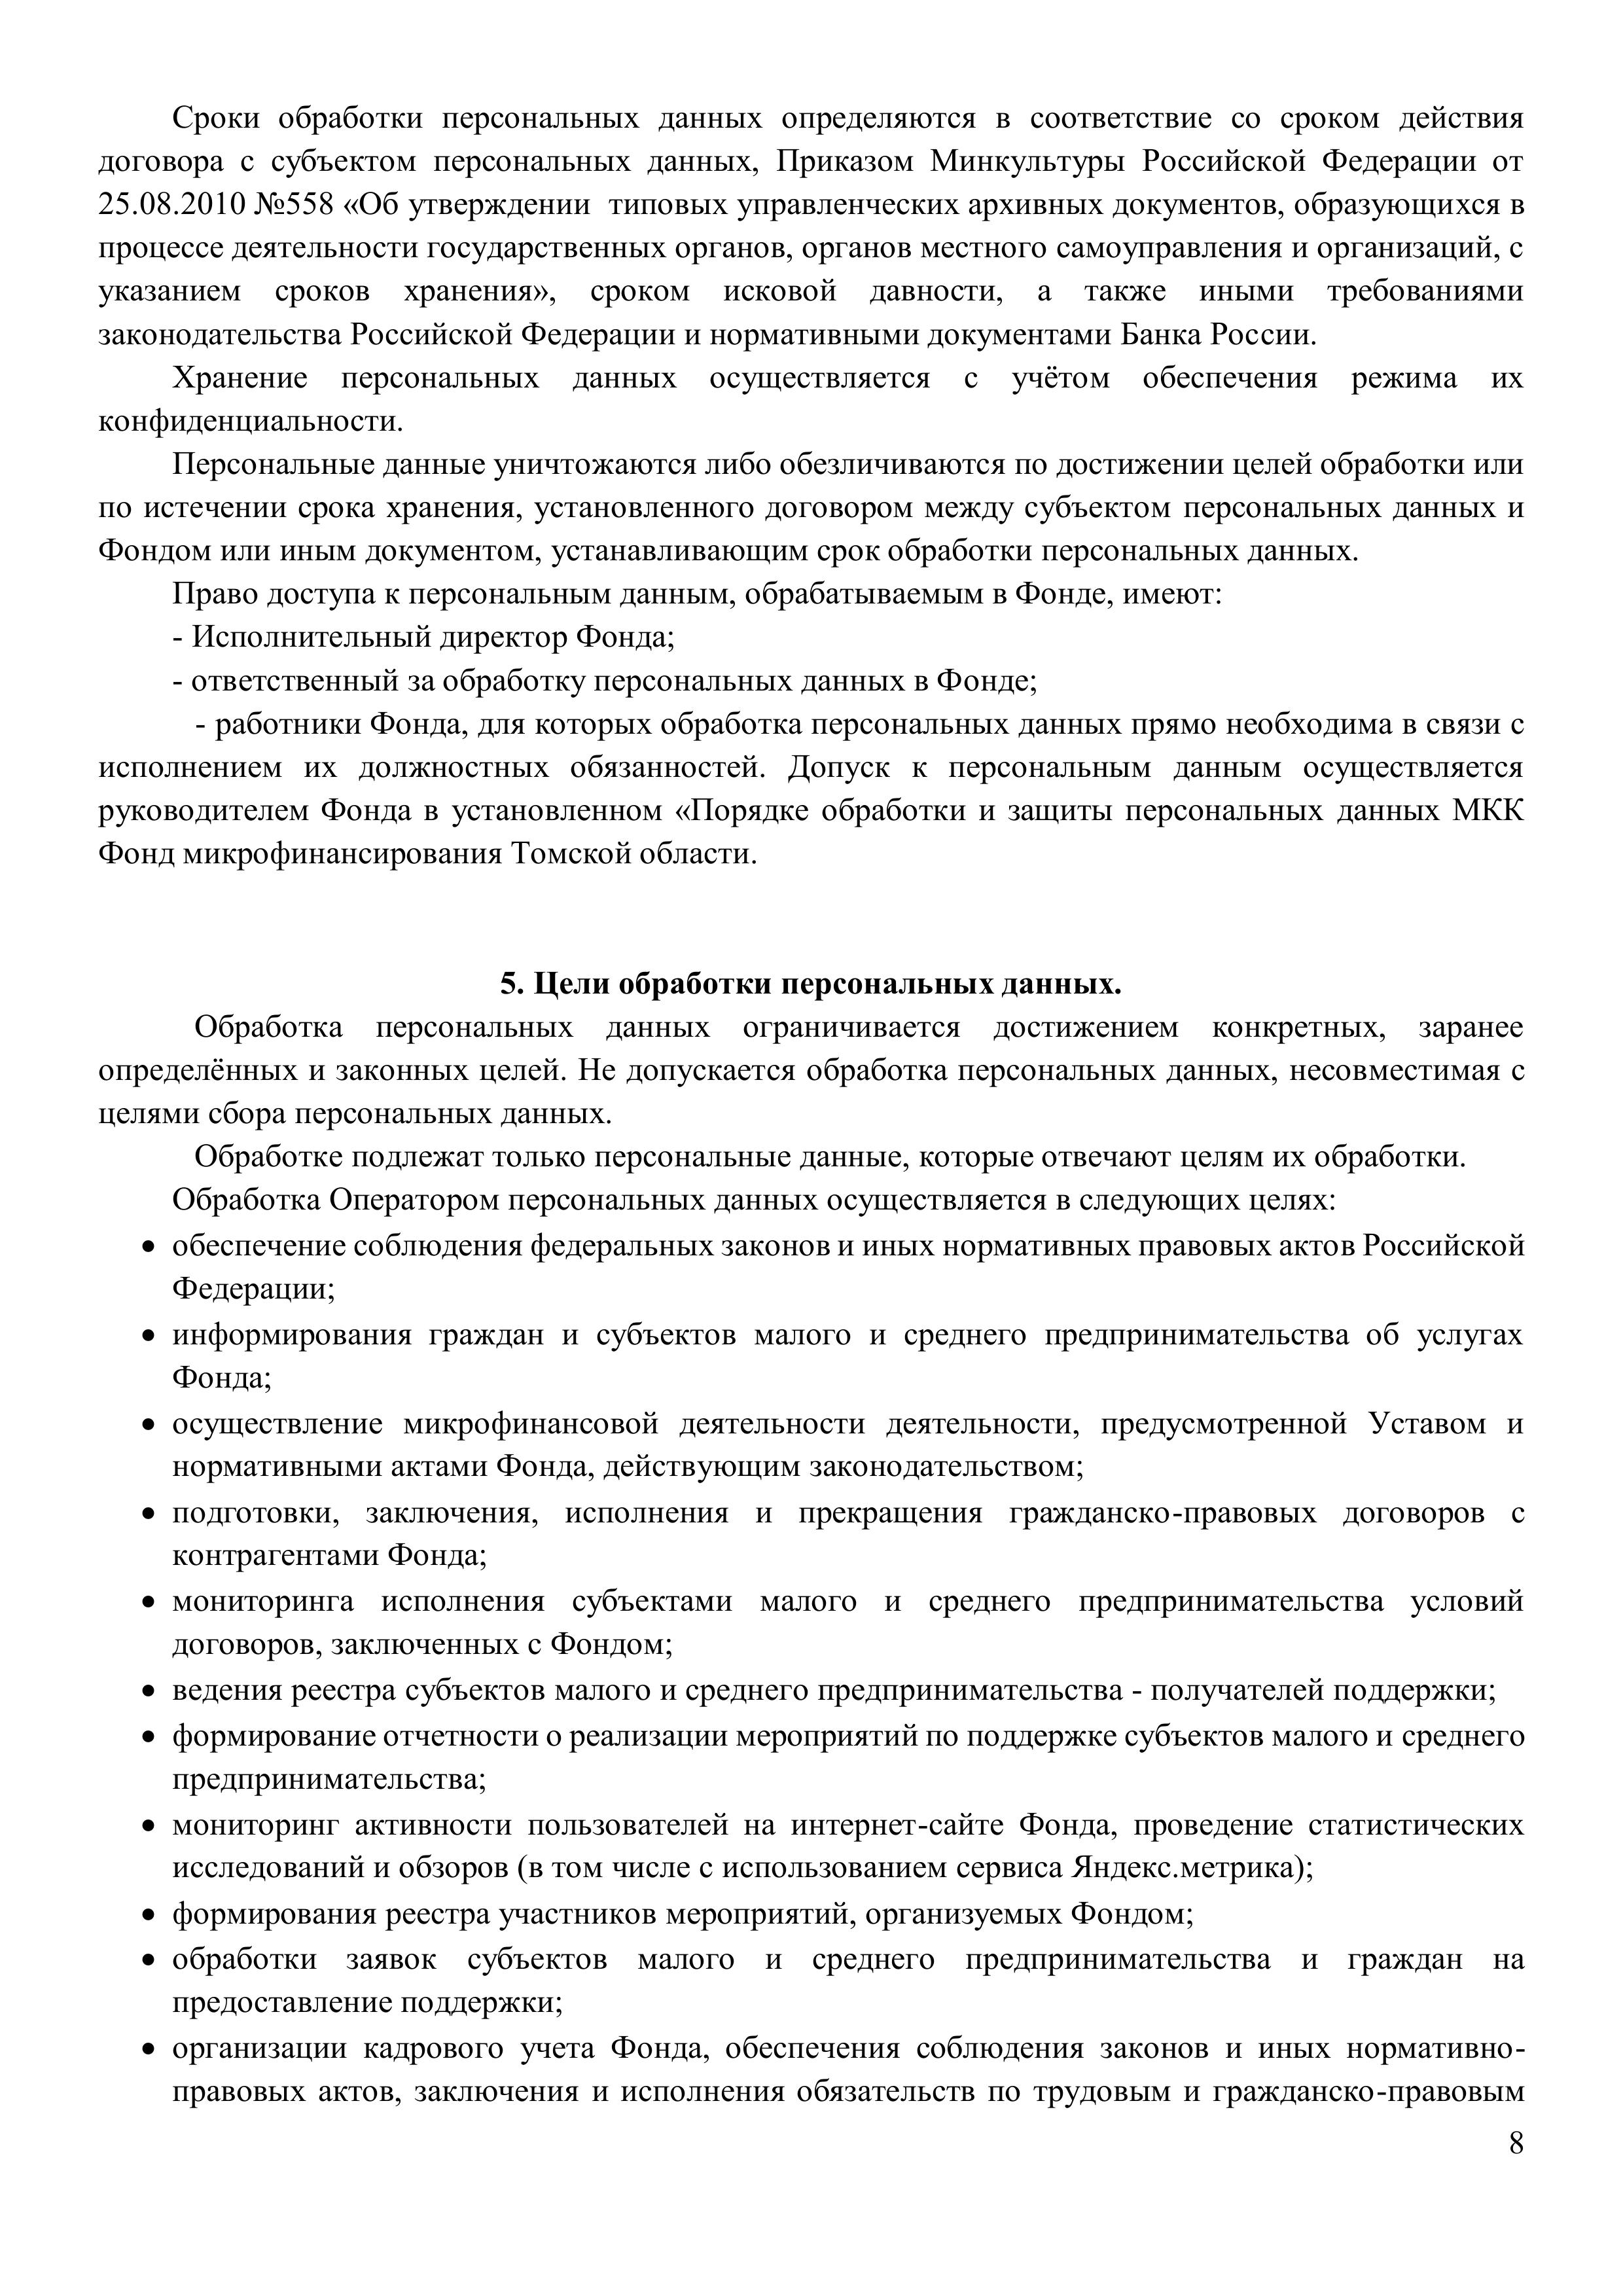 Сроки обработки персональных данных определяются в соответствие со сроком действия
договора с субъектом персональных данных, Приказом Минкультуры Российской Федерации от
25.08.2010 №558 «Об утверждении  типовых управленческих архивных документов, образующихся в
процессе деятельности государственных органов, органов местного самоуправления и организаций, с
указанием сроков хранения», сроком исковой давности, а также иными требованиями
законодательства Российской Федерации и нормативными документами Банка России.
Хранение персональных данных осуществляется с учётом обеспечения режима их
конфиденциальности.
Персональные данные уничтожаются либо обезличиваются по достижении целей обработки или
по истечении срока хранения, установленного договором между субъектом персональных данных и
Фондом или иным документом, устанавливающим срок обработки персональных данных.
Право доступа к персональным данным, обрабатываемым в Фонде, имеют:
- Исполнительный директор Фонда;
- ответственный за обработку персональных данных в Фонде;
- работники Фонда, для которых обработка персональных данных прямо необходима в связи с
исполнением их должностных обязанностей. Допуск к персональным данным осуществляется
руководителем Фонда в установленном «Порядке обработки и защиты персональных данных МКК
Фонд микрофинансирования Томской области.
5. Цели обработки персональных данных.
Обработка персональных данных ограничивается достижением конкретных, заранее
определённых и законных целей. Не допускается обработка персональных данных, несовместимая с
целями сбора персональных данных.
Обработке подлежат только персональные данные, которые отвечают целям их обработки.
Обработка Оператором персональных данных осуществляется в следующих целях:
• обеспечение соблюдения федеральных законов и иных нормативных правовых актов Российской
Федерации;
• информирования граждан и субъектов малого и среднего предпринимательства об услугах
Фонда;
• осуществление микрофинансовой деятельности деятельности, предусмотренной Уставом и
нормативными актами Фонда, действующим законодательством;
• подготовки, заключения, исполнения и прекращения гражданско-правовых договоров с
контрагентами Фонда;
• мониторинга исполнения субъектами малого и среднего предпринимательства условий
договоров, заключенных с Фондом;
• ведения реестра субъектов малого и среднего предпринимательства - получателей поддержки;
• формирование отчетности о реализации мероприятий по поддержке субъектов малого и среднего
предпринимательства;
• мониторинг активности пользователей на интернет-сайте Фонда, проведение статистических
исследований и обзоров (в том числе с использованием сервиса Яндекс.метрика);
• формирования реестра участников мероприятий, организуемых Фондом;
• обработки заявок субъектов малого и среднего предпринимательства и граждан на
предоставление поддержки;
• организации кадрового учета Фонда, обеспечения соблюдения законов и иных нормативно-
правовых актов, заключения и исполнения обязательств по трудовым и гражданско-правовым
8